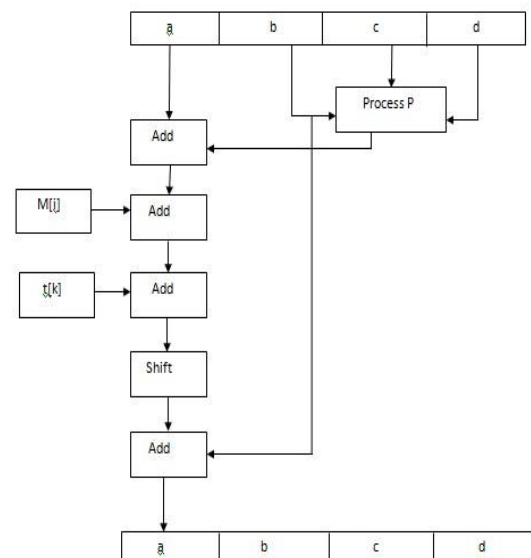 a b c d
Process P
Add
M[i]
Add
t[k]
Add
Shift
Add
a b c d